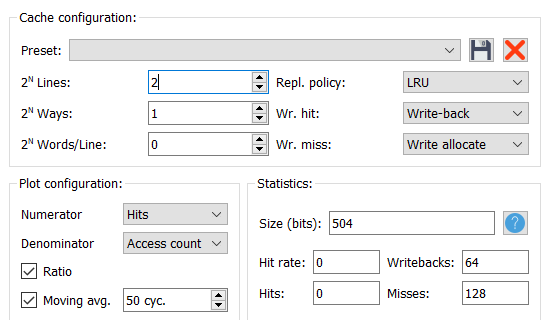 Cache configuration:
Preset:
2ᴺ Lines: 2 Repl. policy: LRU
2ᴺ Ways: 1 Wr. hit: Write-back
2ᴺ Words/Line: 0 Wr. miss: Write allocate
Plot configuration:
Numerator Hits
Denominator Access count
Ratio
Moving avg. 50 cyc.
Statistics:
Size (bits): 504 ?
Hit rate: 0 Writebacks: 64
Hits: 0 Misses: 128